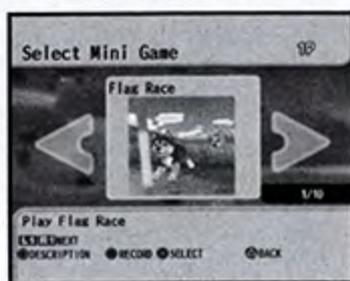 Select Mini Game 1P
Flag Race
1/10
Play Flag Race
NEXT
DESCRIPTION RECORD SELECT BACK